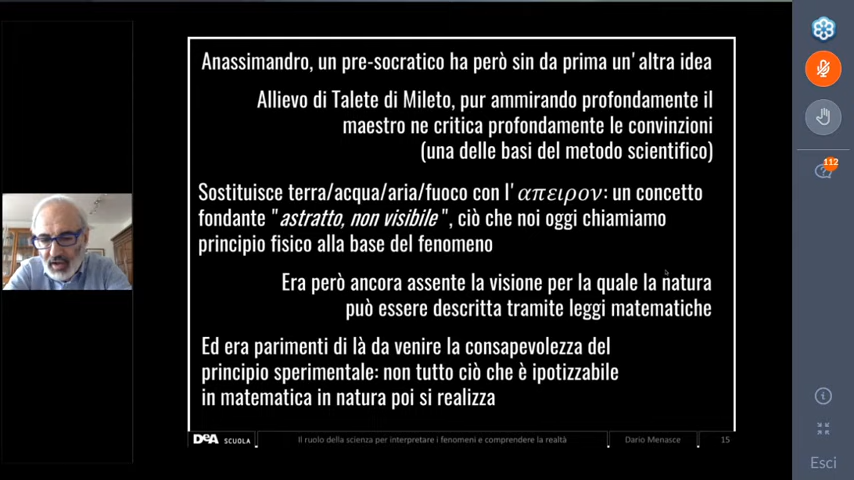 Anassimandro, un pre-socratico ha però sin da prima un'altra idea
Allievo di Talete di Mileto, pur ammirando profondamente il
maestro ne critica profondamente le convinzioni
(una delle basi del metodo scientifico)
Sostituisce terra/acqua/aria/fuoco con l'απειρον: un concetto
fondante "astratto, non visibile", ciò che noi oggi chiamiamo
principio fisico alla base del fenomeno
Era però ancora assente la visione per la quale la natura
può essere descritta tramite leggi matematiche
Ed era parimenti di là da venire la consapevolezza del
principio sperimentale: non tutto ciò che è ipotizzabile
in matematica in natura poi si realizza
DeA SCUOLA
Il ruolo della scienza per interpretare i fenomeni e comprendere la realtà
Dario Menasce
15
112
Esci